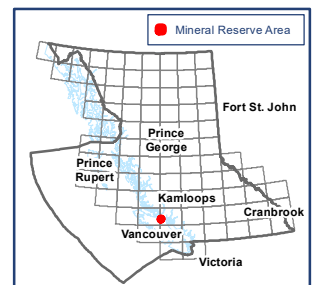 Mineral Reserve Area
Fort St. John
Prince
George
Prince
Rupert
Kamloops
Cranbrook
Vancouver
Victoria